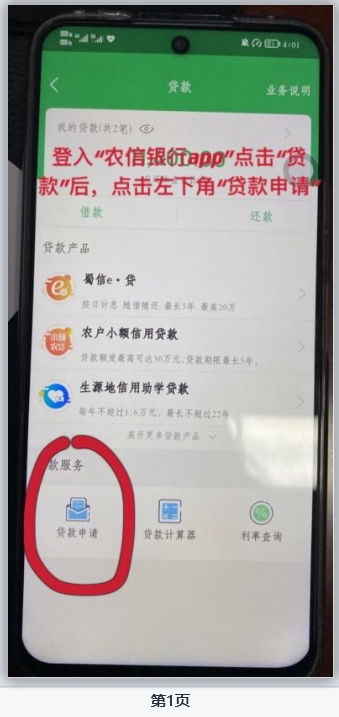 4:01
贷款
业务说明
我的贷款(共2笔)
登入“农信银行app”点击“贷
款”后，点击左下角“贷款申请”
借款
还款
贷款产品
蜀信e·贷
按日计息 随借随还 最长5年 最高20万
农户小额信用贷款
贷款额度最高可达30万元,贷款期限最长5年。
生源地信用助学贷款
每年不超过1.6万元，最长不超过22年
展开更多贷款产品
款服务
贷款申请
贷款计算器
利率查询
第1页